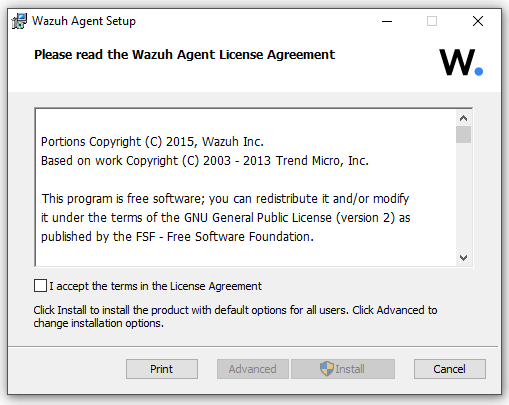 Wazuh Agent Setup
Please read the Wazuh Agent License Agreement
W.
Portions Copyright (C) 2015, Wazuh Inc.
Based on work Copyright (C) 2003 - 2013 Trend Micro, Inc.
This program is free software; you can redistribute it and/or modify
it under the terms of the GNU General Public License (version 2) as
published by the FSF - Free Software Foundation.
I accept the terms in the License Agreement
Click Install to install the product with default options for all users. Click Advanced to
change installation options.
Print
Advanced
Install
Cancel